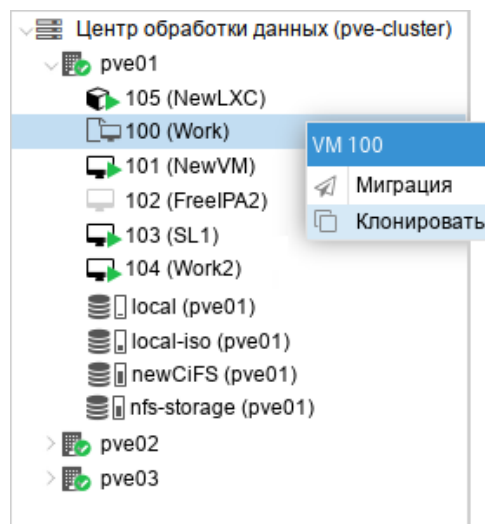 Центр обработки данных (pve-cluster)
pve01
105 (NewLXC)
100 (Work)
VM 100
101 (NewVM)
Миграция
102 (FreeIPA2)
Клонировать
103 (SL1)
104 (Work2)
local (pve01)
local-iso (pve01)
newCiFS (pve01)
nfs-storage (pve01)
pve02
pve03